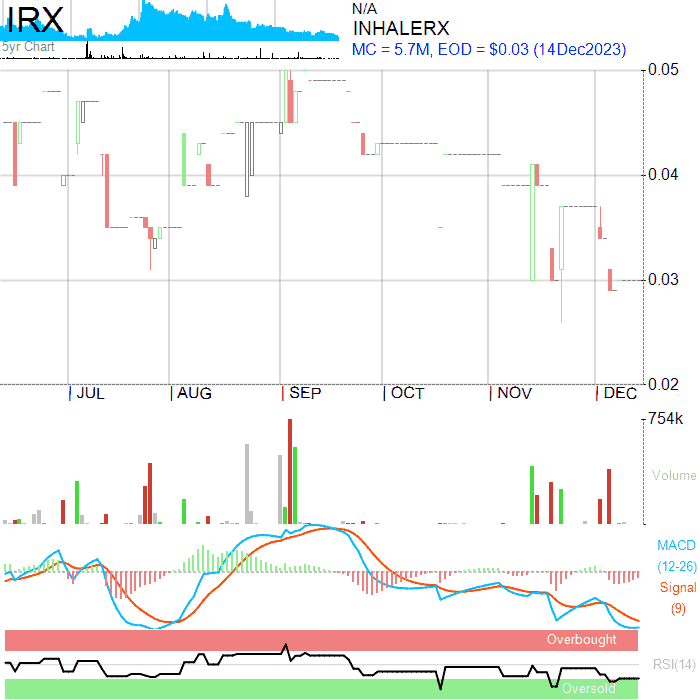 IRX
N/A
INHALERX
5yr Chart
MC = 5.7M, EOD = $0.03 (14Dec2023)
0.05
0.04
0.03
0.02
JUL
AUG
SEP
OCT
NOV
DEC
754k
Volume
MACD
(12-26)
Signal
(9)
Overbought
RSI(14)
Oversold